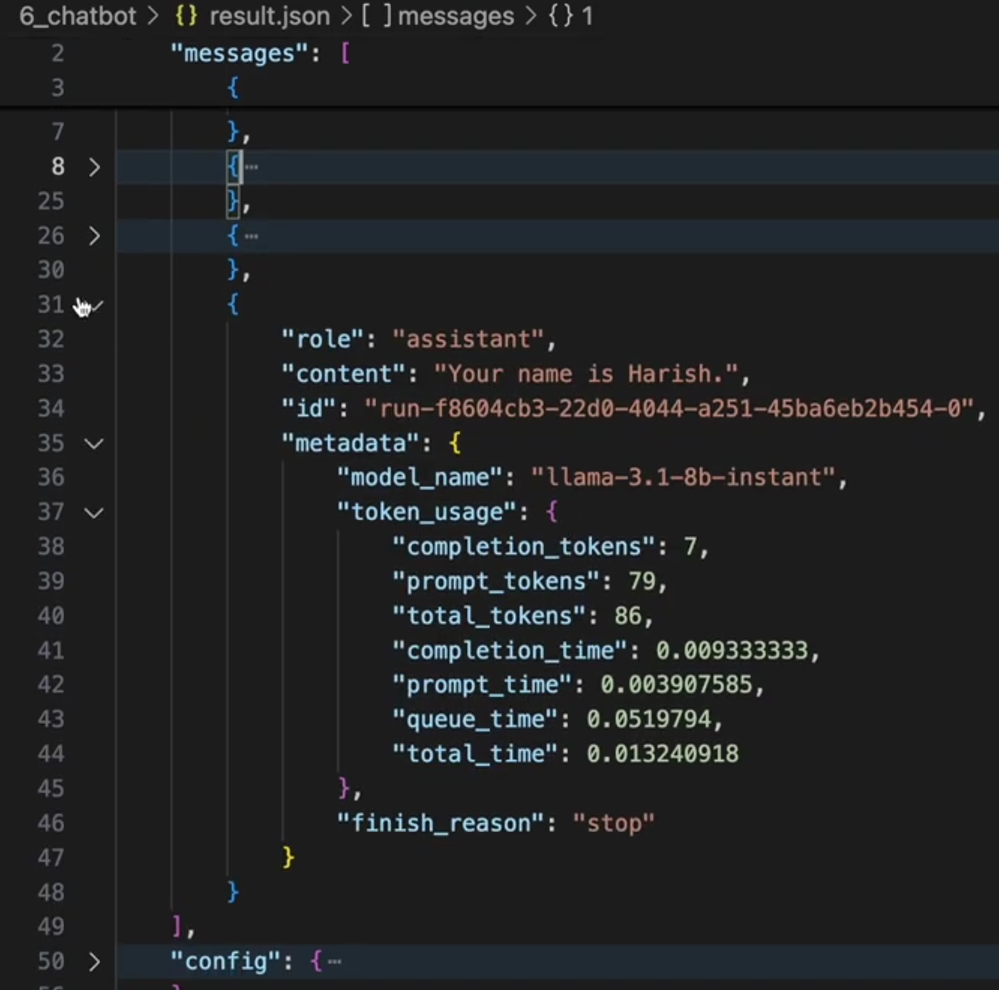 6_chatbot > {} result.json > [ ] messages > {} 1
2 "messages": [
3 {
7 },
8 > {⋯
25 },
26 > {⋯
30 },
31 {
32 "role": "assistant",
33 "content": "Your name is Harish.",
34 "id": "run-f8604cb3-22d0-4044-a251-45ba6eb2b454-0",
35 "metadata": {
36 "model_name": "llama-3.1-8b-instant",
37 "token_usage": {
38 "completion_tokens": 7,
39 "prompt_tokens": 79,
40 "total_tokens": 86,
41 "completion_time": 0.009333333,
42 "prompt_time": 0.003907585,
43 "queue_time": 0.0519794,
44 "total_time": 0.013240918
45 },
46 "finish_reason": "stop"
47 }
48 }
49 ],
50 > "config": {⋯